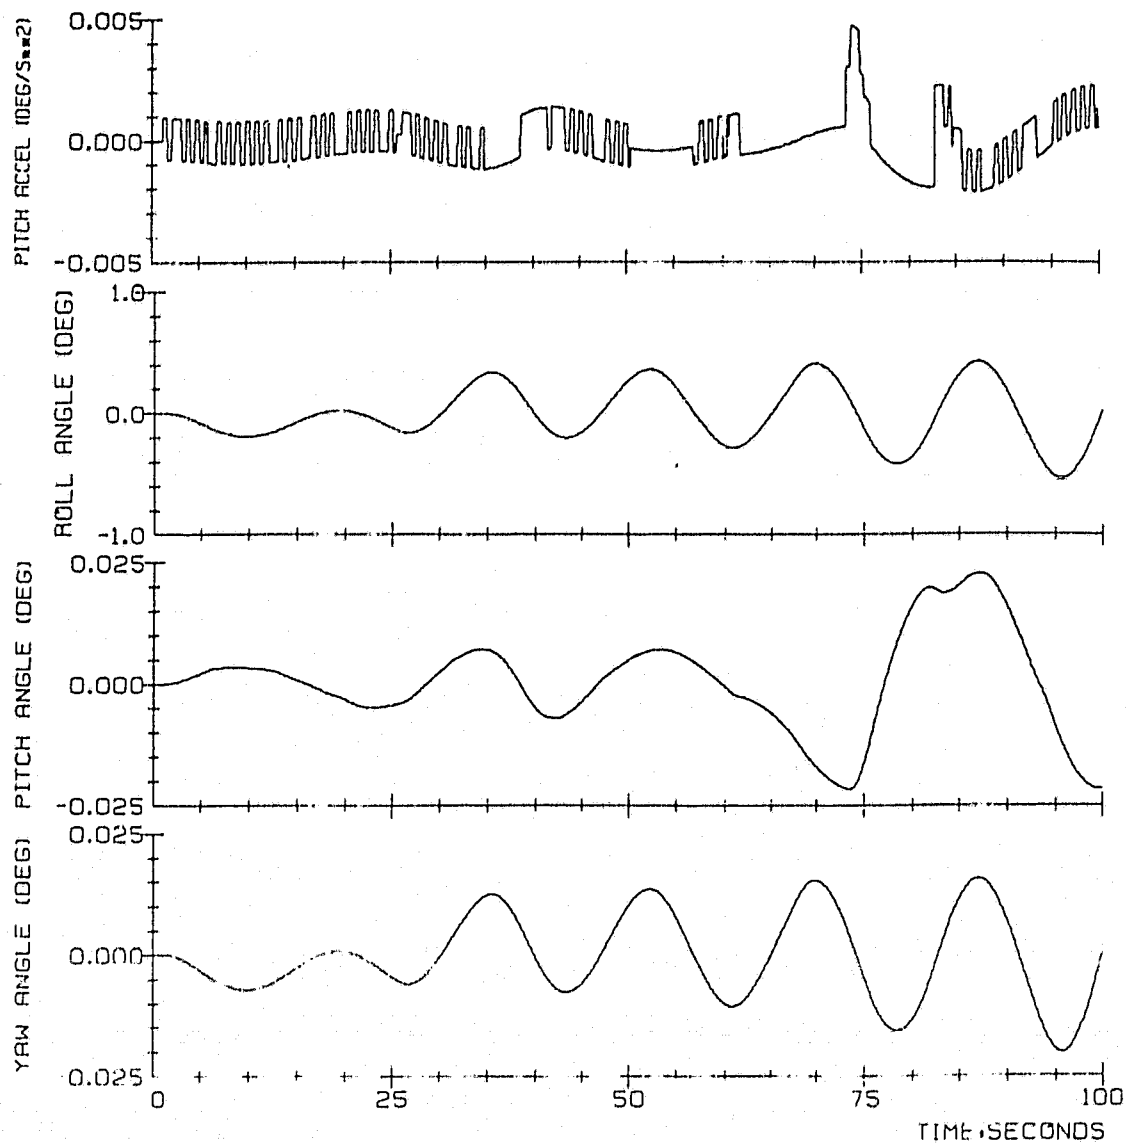 PITCH ACCEL (DEG/S**2)
0.005
0.000
-0.005
ROLL ANGLE (DEG)
1.0
0.0
-1.0
PITCH ANGLE (DEG)
0.025
0.000
-0.025
YAW ANGLE (DEG)
0.025
0.000
0.025
0 25 50 75 100
TIME,SECONDS